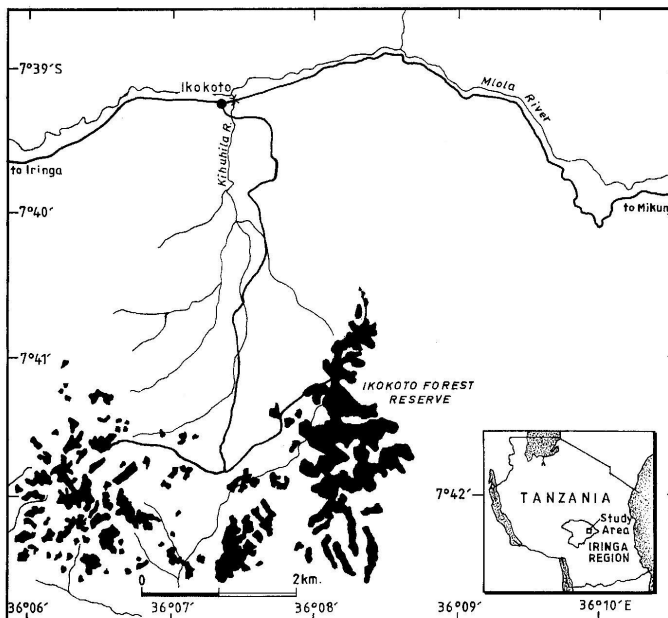 7°39'S
Ikokoto
Mlola River
Kihuhila R.
to Iringa
7°40'
to Mikum
7°41'
IKOKOTO FOREST
RESERVE
7°42'
TANZANIA
Study
Area
IRINGA
REGION
0 2km.
36°06' 36°07' 36°08' 36°09' 36°10'E